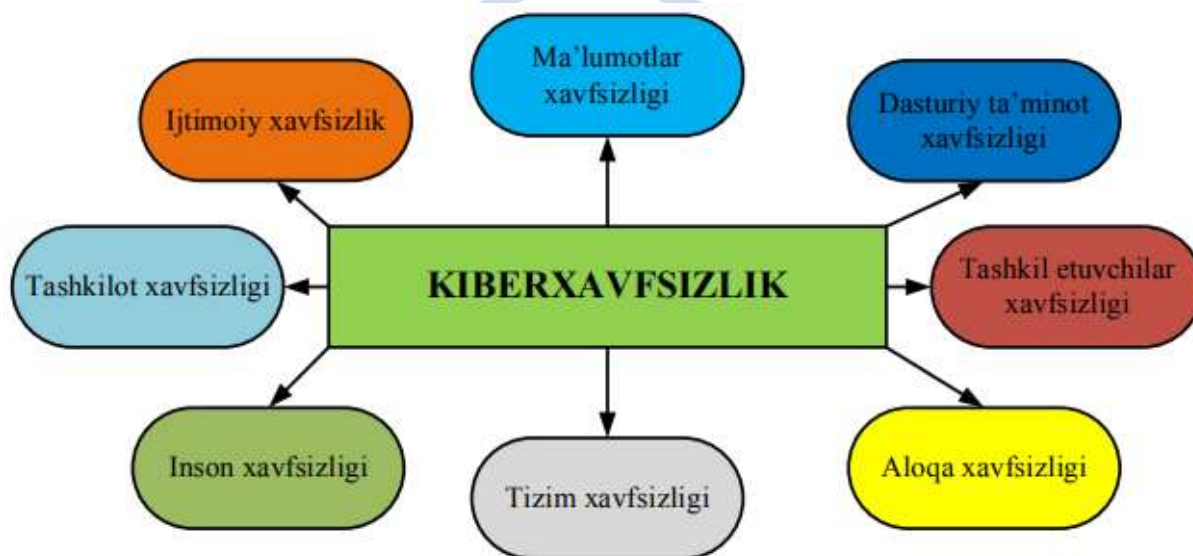 Ma’lumotlar
xavfsizligi
Ijtimoiy xavfsizlik
Dasturiy ta’minot
xavfsizligi
Tashkilot xavfsizligi
KIBERXAVFSIZLIK
Tashkil etuvchilar
xavfsizligi
Inson xavfsizligi
Tizim xavfsizligi
Aloqa xavfsizligi